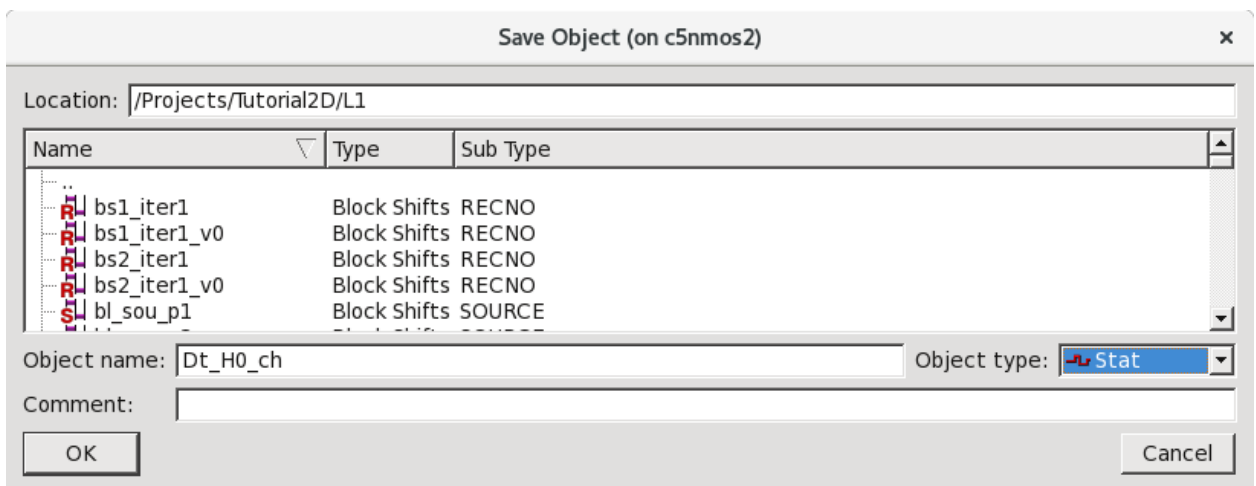 Save Object (on c5nmos2) ×
Location: /Projects/Tutorial2D/L1
Name Type Sub Type
..
R bs1_iter1 Block Shifts RECNO
R bs1_iter1_v0 Block Shifts RECNO
R bs2_iter1 Block Shifts RECNO
R bs2_iter1_v0 Block Shifts RECNO
S bl_sou_p1 Block Shifts SOURCE
Object name: Dt_H0_ch Object type: Stat
Comment:
OK Cancel